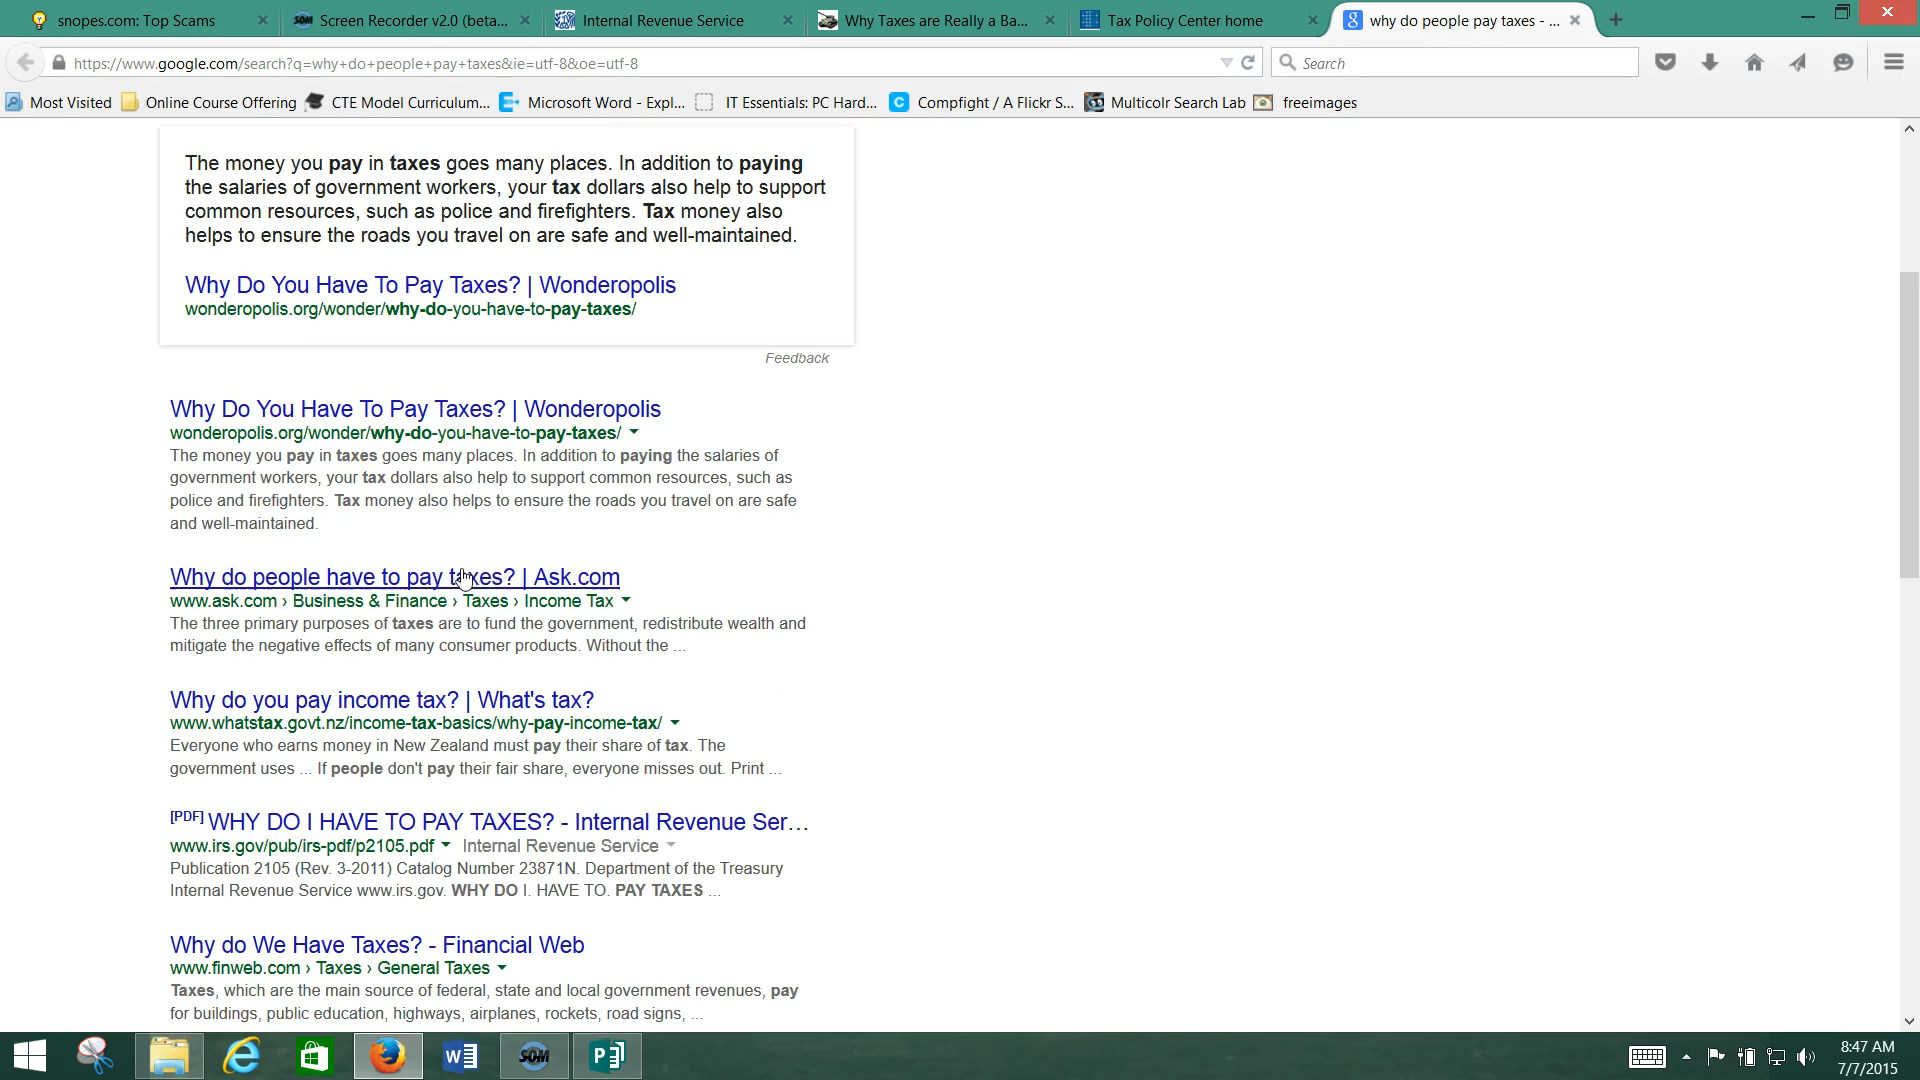 snopes.com: Top Scams
Screen Recorder v2.0 (beta...
Internal Revenue Service
Why Taxes are Really a Ba...
Tax Policy Center home
why do people pay taxes - ...
https://www.google.com/search?q=why+do+people+pay+taxes&ie=utf-8&oe=utf-8
Search
Most Visited
Online Course Offering
CTE Model Curriculum...
Microsoft Word - Expl...
IT Essentials: PC Hard...
Compfight / A Flickr S...
Multicolr Search Lab
freeimages
The money you pay in taxes goes many places. In addition to paying
the salaries of government workers, your tax dollars also help to support
common resources, such as police and firefighters. Tax money also
helps to ensure the roads you travel on are safe and well-maintained.
Why Do You Have To Pay Taxes? | Wonderopolis
wonderopolis.org/wonder/why-do-you-have-to-pay-taxes/
Feedback
Why Do You Have To Pay Taxes? | Wonderopolis
wonderopolis.org/wonder/why-do-you-have-to-pay-taxes/
The money you pay in taxes goes many places. In addition to paying the salaries of
government workers, your tax dollars also help to support common resources, such as
police and firefighters. Tax money also helps to ensure the roads you travel on are safe
and well-maintained.
Why do people have to pay taxes? | Ask.com
www.ask.com › Business & Finance › Taxes › Income Tax
The three primary purposes of taxes are to fund the government, redistribute wealth and
mitigate the negative effects of many consumer products. Without the ...
Why do you pay income tax? | What's tax?
www.whatstax.govt.nz/income-tax-basics/why-pay-income-tax/
Everyone who earns money in New Zealand must pay their share of tax. The
government uses ... If people don't pay their fair share, everyone misses out. Print ...
[PDF] WHY DO I HAVE TO PAY TAXES? - Internal Revenue Ser...
www.irs.gov/pub/irs-pdf/p2105.pdf Internal Revenue Service
Publication 2105 (Rev. 3-2011) Catalog Number 23871N. Department of the Treasury
Internal Revenue Service www.irs.gov. WHY DO I. HAVE TO. PAY TAXES ...
Why do We Have Taxes? - Financial Web
www.finweb.com › Taxes › General Taxes
Taxes, which are the main source of federal, state and local government revenues, pay
for buildings, public education, highways, airplanes, rockets, road signs, ...
SOM
8:47 AM
7/7/2015